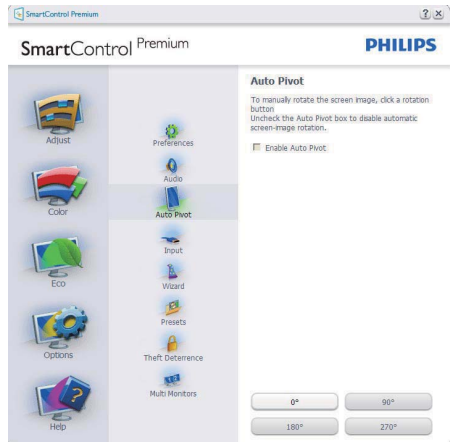 SmartControl Premium
? x
SmartControl Premium
PHILIPS
Adjust
Color
Eco
Options
Help
Preferences
Audio
Auto Pivot
Input
Wizard
Presets
Theft Deterrence
Multi Monitors
Auto Pivot
To manually rotate the screen image, click a rotation
button
Uncheck the Auto Pivot box to disable automatic
screen-image rotation.
Enable Auto Pivot
0° 90°
180° 270°